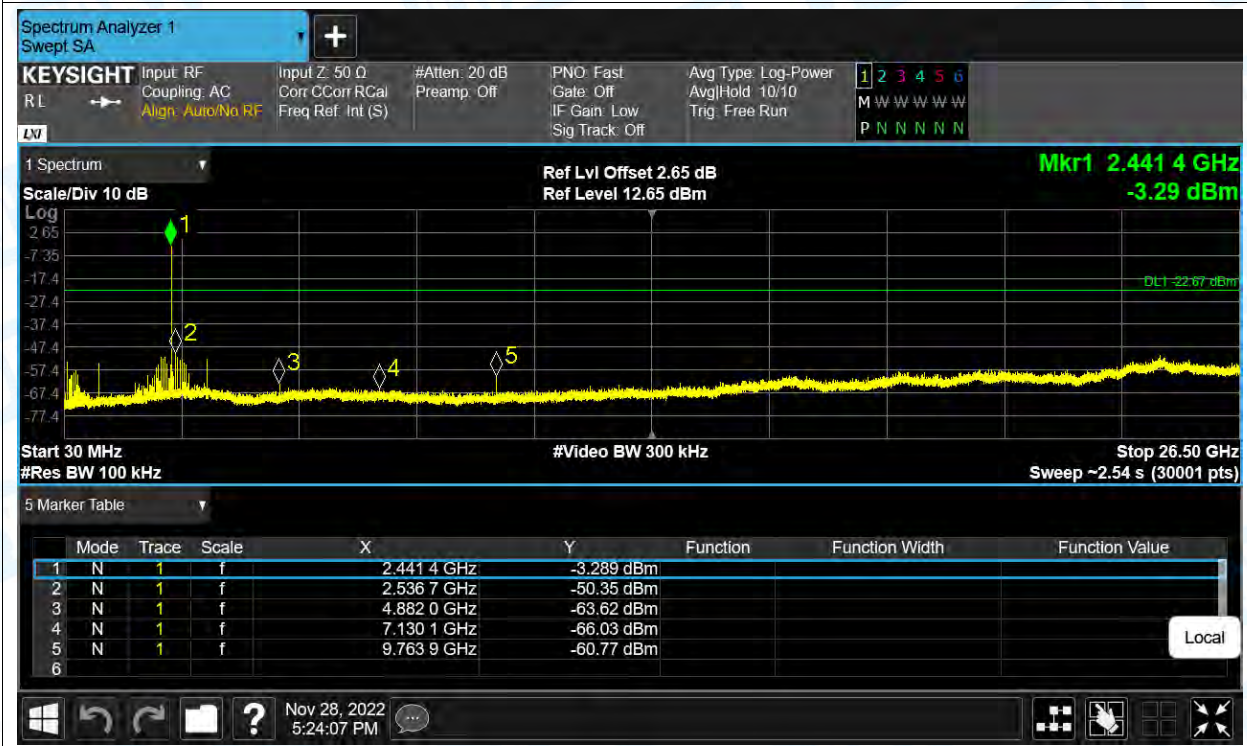 Spectrum Analyzer 1
Swept SA
KEYSIGHT
RL
LXI
Input: RF
Coupling: AC
Align: Auto/No RF
Input Z: 50 Ω
Corr CCorr RCal
Freq Ref: Int (S)
#Atten: 20 dB
Preamp: Off
PNO: Fast
Gate: Off
IF Gain: Low
Sig Track: Off
Avg Type: Log-Power
Avg|Hold: 10/10
Trig: Free Run
1 2 3 4 5 6
M W W W W W
P N N N N N
1 Spectrum
Scale/Div 10 dB
Ref Lvl Offset 2.65 dB
Ref Level 12.65 dBm
Mkr1 2.441 4 GHz
-3.29 dBm
Log
2.65
-7.35
-17.4
-27.4
-37.4
-47.4
-57.4
-67.4
-77.4
1
2
3
4
5
DL1 -22.67 dBm
Start 30 MHz
#Res BW 100 kHz
#Video BW 300 kHz
Stop 26.50 GHz
Sweep ~2.54 s (30001 pts)
5 Marker Table
Mode Trace Scale X Y Function Function Width Function Value
1 N 1 f 2.441 4 GHz -3.289 dBm
2 N 1 f 2.536 7 GHz -50.35 dBm
3 N 1 f 4.882 0 GHz -63.62 dBm
4 N 1 f 7.130 1 GHz -66.03 dBm
5 N 1 f 9.763 9 GHz -60.77 dBm
6
Local
?
Nov 28, 2022
5:24:07 PM